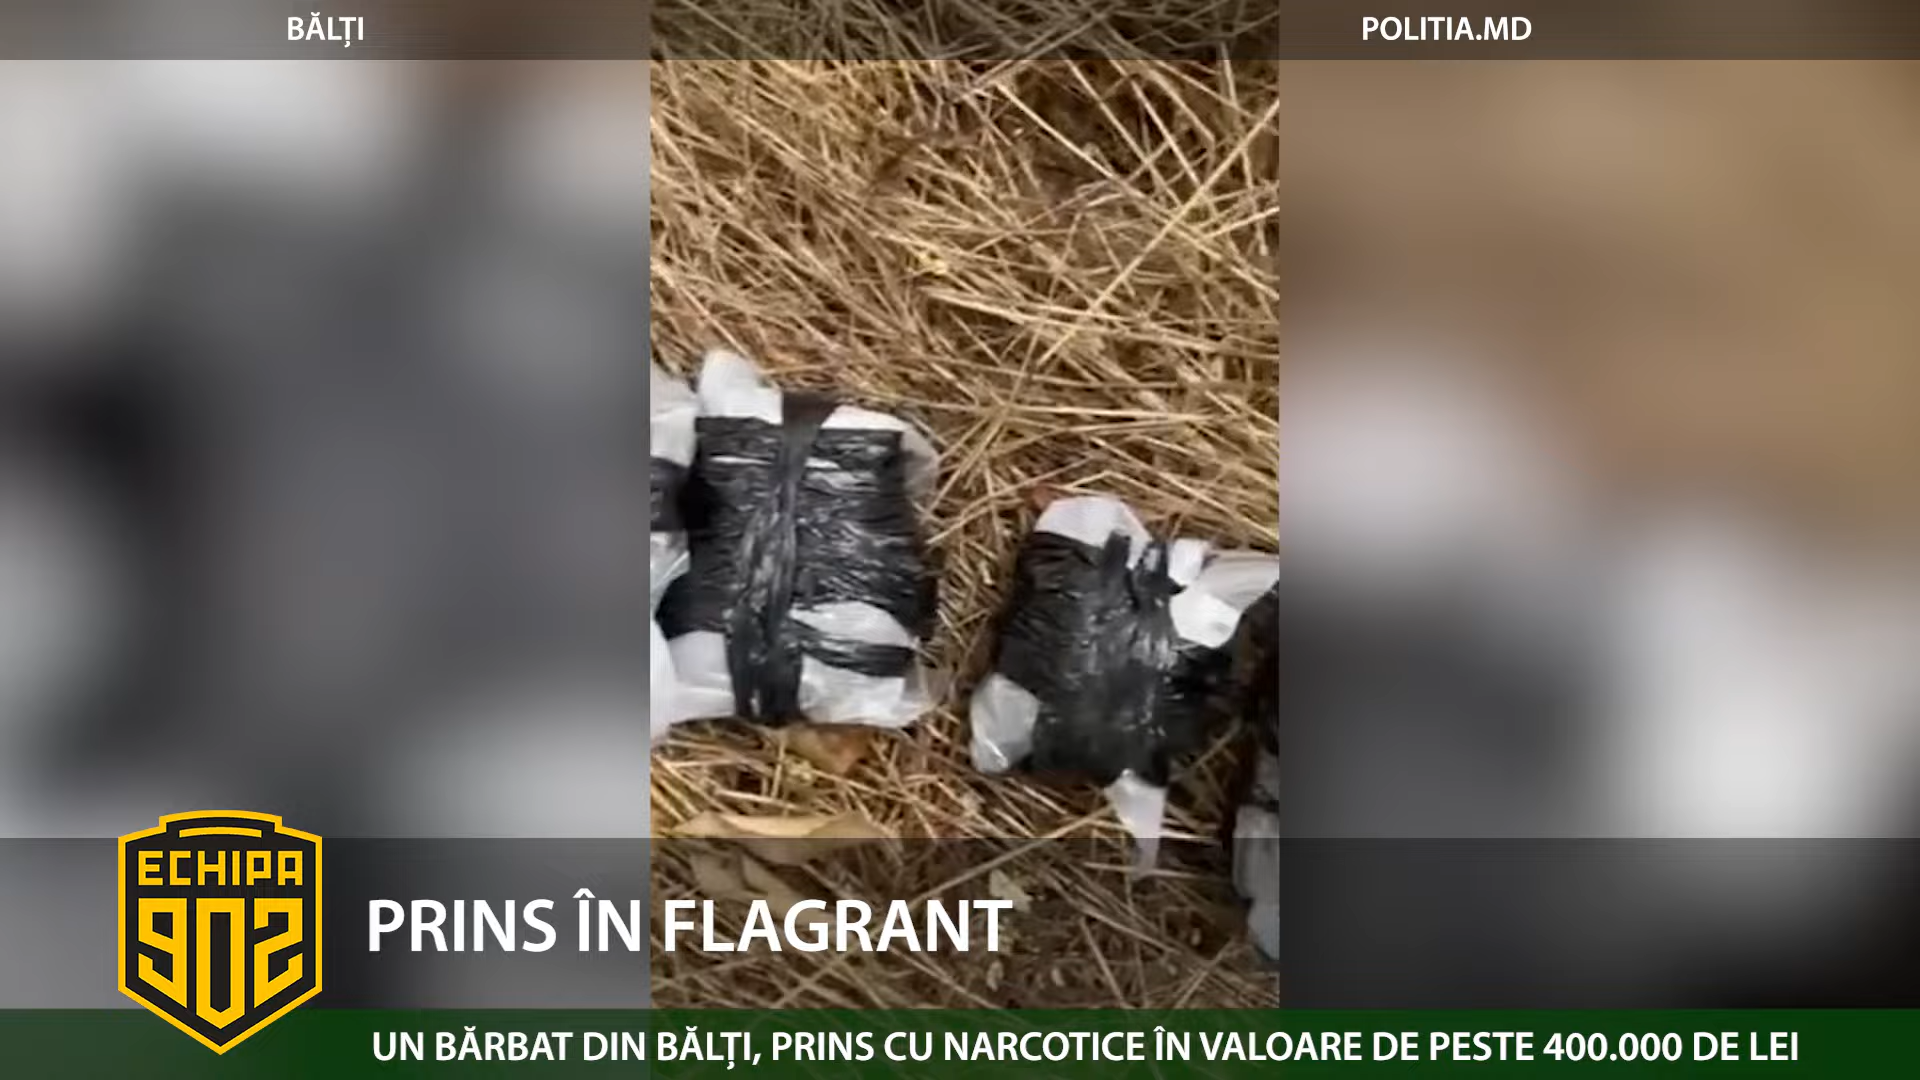 BĂLȚI
POLITIA.MD
ECHIPA
902
PRINS ÎN FLAGRANT
UN BĂRBAT DIN BĂLȚI, PRINS CU NARCOTICE ÎN VALOARE DE PESTE 400.000 DE LEI